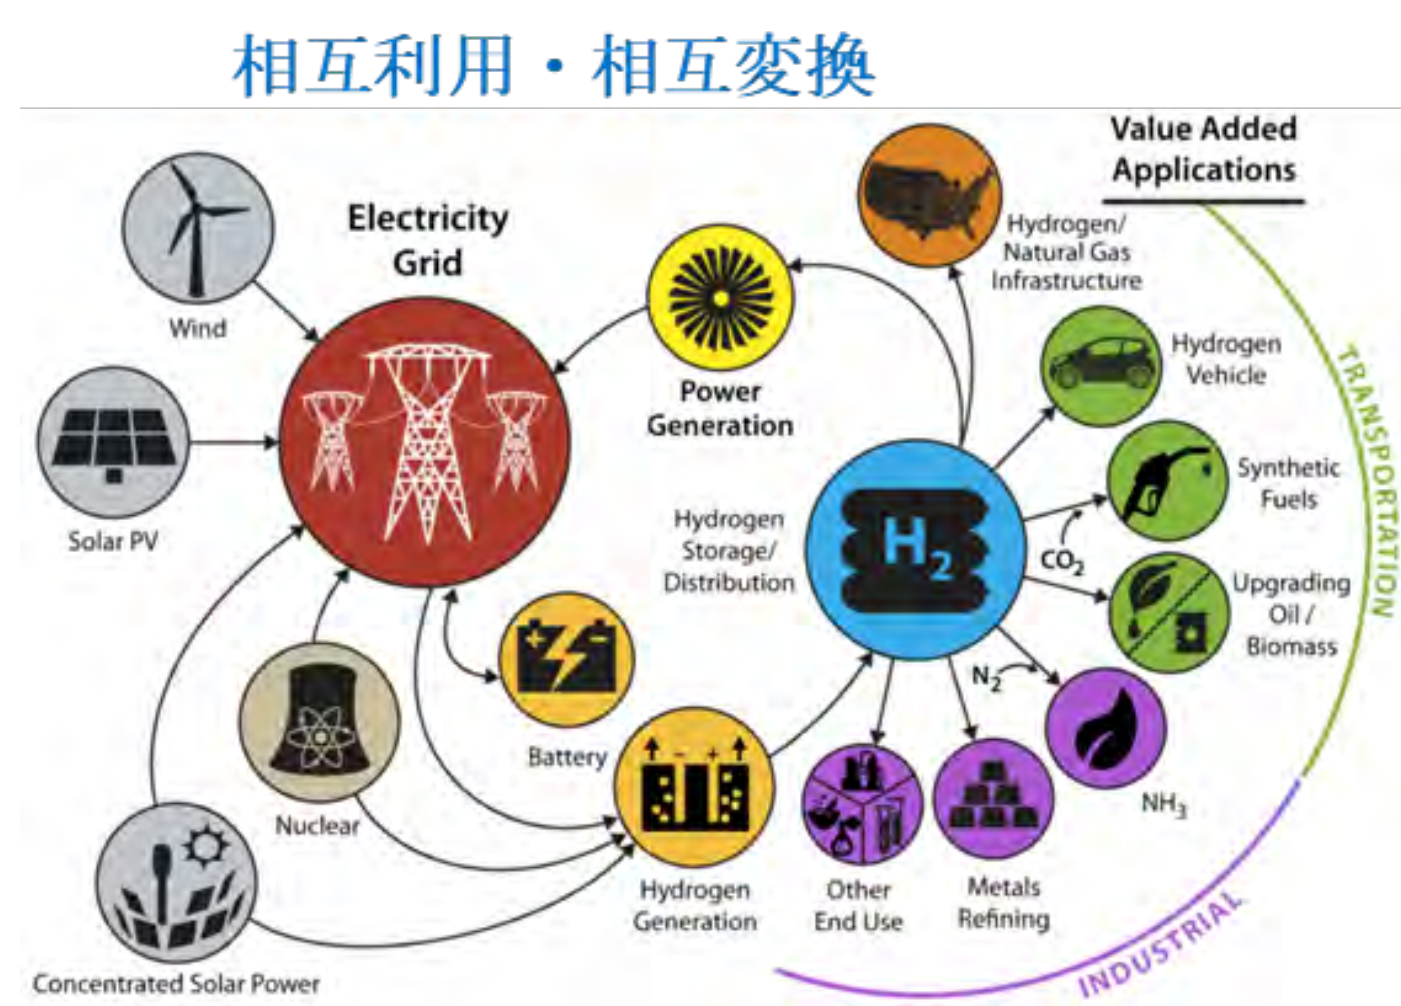 相互利用・相互変換
Value Added
Applications
Electricity
Grid
Wind
Solar PV
Concentrated Solar Power
Nuclear
Battery
Power
Generation
Hydrogen/
Natural Gas
Infrastructure
Hydrogen
Vehicle
Synthetic
Fuels
CO₂
Upgrading
Oil /
Biomass
N₂
NH₃
Hydrogen
Storage/
Distribution
H₂
- +
+ -
Hydrogen
Generation
Other
End Use
Metals
Refining
TRANSPORTATION
INDUSTRIAL